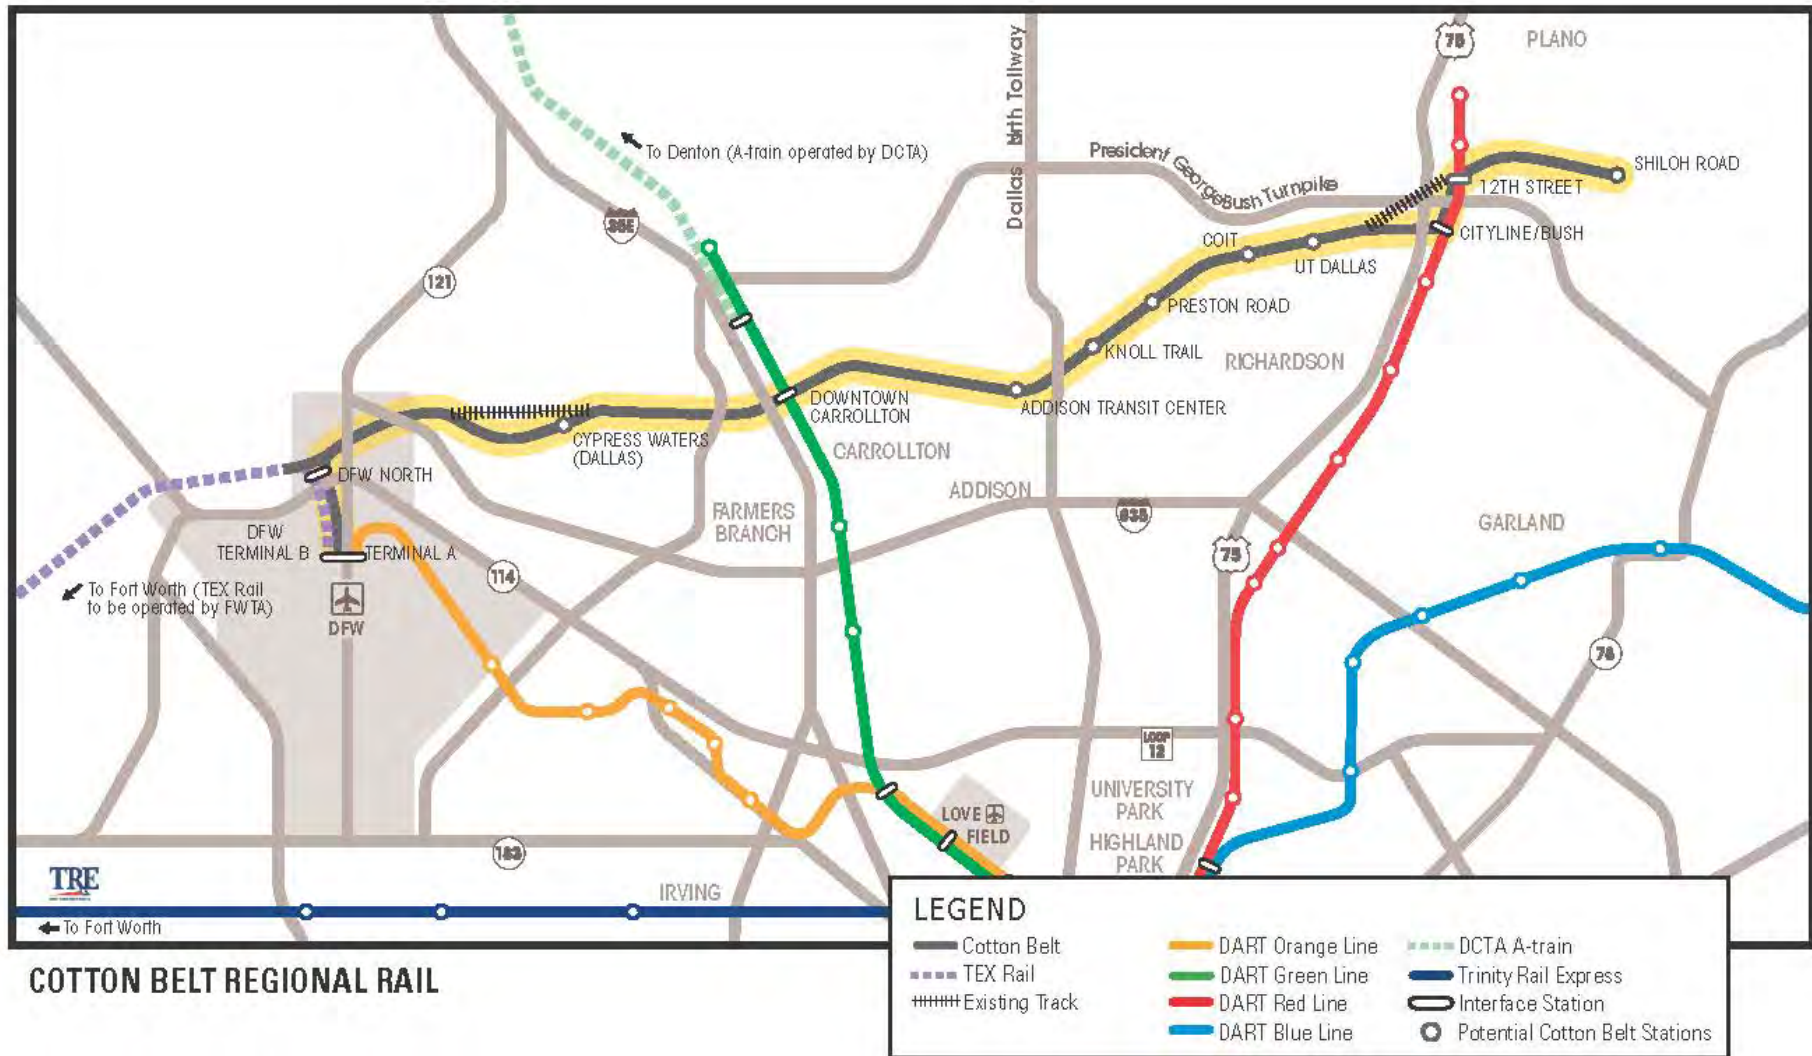 75
PLANO
Dallas North Tollway
To Denton (A-train operated by DCTA)
President George Bush Turnpike
SHILOH ROAD
12TH STREET
35E
COIT
CITYLINE/BUSH
UT DALLAS
121
PRESTON ROAD
KNOLL TRAIL
RICHARDSON
DOWNTOWN
CARROLLTON
ADDISON TRANSIT CENTER
CYPRESS WATERS
(DALLAS)
CARROLLTON
DFW NORTH
ADDISON
635
FARMERS
BRANCH
GARLAND
DFW
TERMINAL B
TERMINAL A
75
114
To Fort Worth (TEX Rail
to be operated by FWTA)
DFW
78
LOOP
12
UNIVERSITY
PARK
LOVE
FIELD
HIGHLAND
PARK
183
TRE
IRVING
To Fort Worth
LEGEND
Cotton Belt
TEX Rail
Existing Track
DART Orange Line
DART Green Line
DART Red Line
DART Blue Line
DCTA A-train
Trinity Rail Express
Interface Station
Potential Cotton Belt Stations
COTTON BELT REGIONAL RAIL